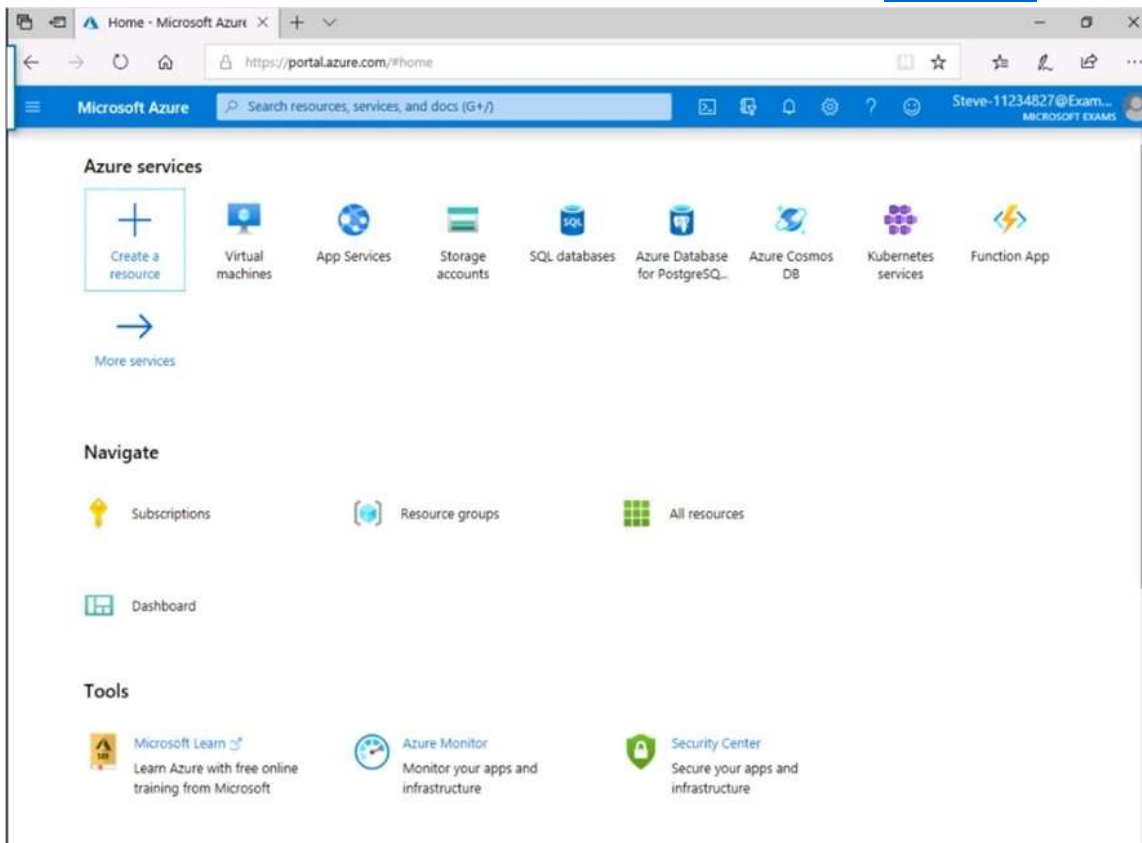 Home - Microsoft Azure
https://portal.azure.com/#home
Microsoft Azure
Search resources, services, and docs (G+/)
Steve-11234827@Exam...
MICROSOFT EXAMS
Azure services
Create a
resource
Virtual
machines
App Services
Storage
accounts
SQL databases
Azure Database
for PostgreSQ...
Azure Cosmos
DB
Kubernetes
services
Function App
More services
Navigate
Subscriptions
Resource groups
All resources
Dashboard
Tools
Microsoft Learn
Learn Azure with free online
training from Microsoft
Azure Monitor
Monitor your apps and
infrastructure
Security Center
Secure your apps and
infrastructure